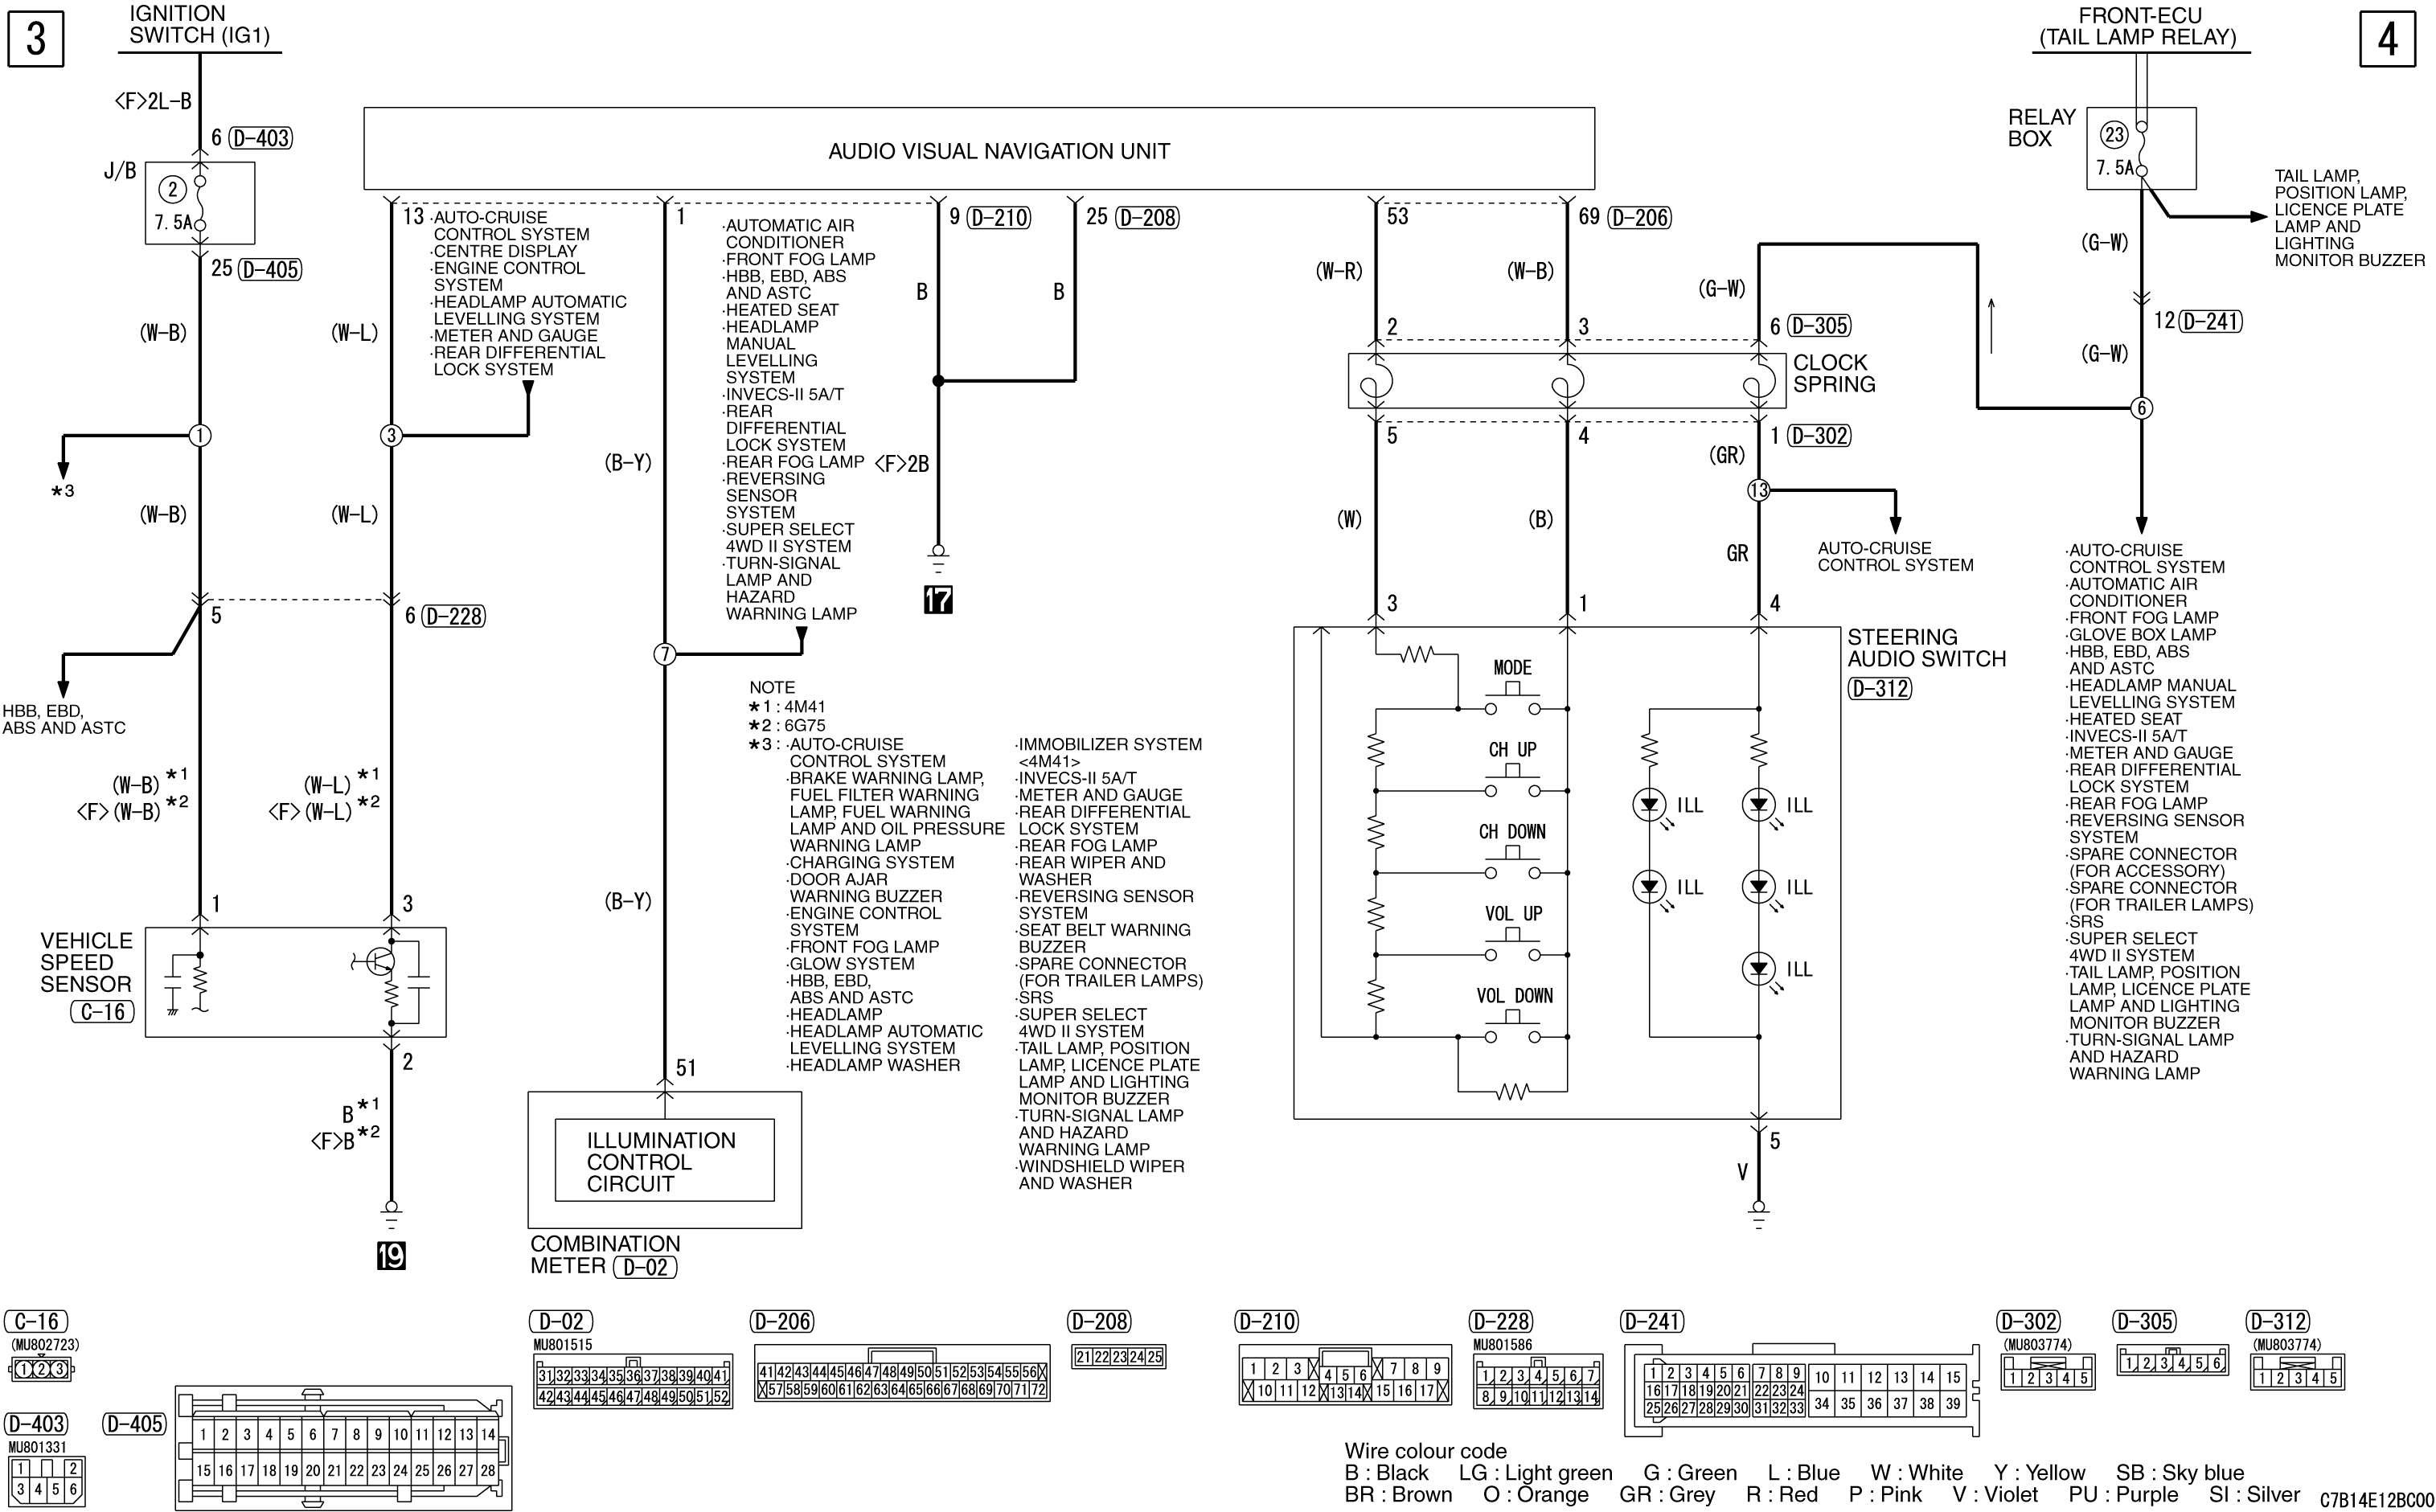 3
IGNITION
SWITCH (IG1)
<F>2L-B
6 D-403
J/B
2
7.5A
25 D-405
(W-B)
1
*3
(W-B)
5
HBB, EBD,
ABS AND ASTC
(W-B) *1
<F>(W-B) *2
1
VEHICLE
SPEED
SENSOR
C-16
AUDIO VISUAL NAVIGATION UNIT
13
·AUTO-CRUISE
CONTROL SYSTEM
·CENTRE DISPLAY
·ENGINE CONTROL
SYSTEM
·HEADLAMP AUTOMATIC
LEVELLING SYSTEM
·METER AND GAUGE
·REAR DIFFERENTIAL
LOCK SYSTEM
(W-L)
3
(W-L)
6 D-228
(W-L) *1
<F>(W-L) *2
3
2
B *1
<F>B *2
19
1
(B-Y)
·AUTOMATIC AIR
CONDITIONER
·FRONT FOG LAMP
·HBB, EBD, ABS
AND ASTC
·HEATED SEAT
·HEADLAMP
MANUAL
LEVELLING
SYSTEM
·INVECS-II 5A/T
·REAR
DIFFERENTIAL
LOCK SYSTEM
·REAR FOG LAMP
·REVERSING
SENSOR
SYSTEM
·SUPER SELECT
4WD II SYSTEM
·TURN-SIGNAL
LAMP AND
HAZARD
WARNING LAMP
7
(B-Y)
51
ILLUMINATION
CONTROL
CIRCUIT
COMBINATION
METER D-02
9 D-210
25 D-208
B
B
<F>2B
17
NOTE
*1 : 4M41
*2 : 6G75
*3 : ·AUTO-CRUISE
CONTROL SYSTEM
·BRAKE WARNING LAMP,
FUEL FILTER WARNING
LAMP, FUEL WARNING
LAMP AND OIL PRESSURE
WARNING LAMP
·CHARGING SYSTEM
·DOOR AJAR
WARNING BUZZER
·ENGINE CONTROL
SYSTEM
·FRONT FOG LAMP
·GLOW SYSTEM
·HBB, EBD,
ABS AND ASTC
·HEADLAMP
·HEADLAMP AUTOMATIC
LEVELLING SYSTEM
·HEADLAMP WASHER
·IMMOBILIZER SYSTEM
<4M41>
·INVECS-II 5A/T
·METER AND GAUGE
·REAR DIFFERENTIAL
LOCK SYSTEM
·REAR FOG LAMP
·REAR WIPER AND
WASHER
·REVERSING SENSOR
SYSTEM
·SEAT BELT WARNING
BUZZER
·SPARE CONNECTOR
(FOR TRAILER LAMPS)
·SRS
·SUPER SELECT
4WD II SYSTEM
·TAIL LAMP, POSITION
LAMP, LICENCE PLATE
LAMP AND LIGHTING
MONITOR BUZZER
·TURN-SIGNAL LAMP
AND HAZARD
WARNING LAMP
·WINDSHIELD WIPER
AND WASHER
53
69 D-206
(W-R)
(W-B)
(G-W)
2
3
6 D-305
CLOCK
SPRING
5
4
1 D-302
(GR)
13
AUTO-CRUISE
CONTROL SYSTEM
(W)
(B)
GR
3
1
4
STEERING
AUDIO SWITCH
D-312
MODE
CH UP
CH DOWN
VOL UP
VOL DOWN
ILL
ILL
ILL
ILL
ILL
5
V
4
FRONT-ECU
(TAIL LAMP RELAY)
RELAY
BOX
23
7.5A
TAIL LAMP,
POSITION LAMP,
LICENCE PLATE
LAMP AND
LIGHTING
MONITOR BUZZER
(G-W)
12 D-241
(G-W)
6
·AUTO-CRUISE
CONTROL SYSTEM
·AUTOMATIC AIR
CONDITIONER
·FRONT FOG LAMP
·GLOVE BOX LAMP
·HBB, EBD, ABS
AND ASTC
·HEADLAMP MANUAL
LEVELLING SYSTEM
·HEATED SEAT
·INVECS-II 5A/T
·METER AND GAUGE
·REAR DIFFERENTIAL
LOCK SYSTEM
·REAR FOG LAMP
·REVERSING SENSOR
SYSTEM
·SPARE CONNECTOR
(FOR ACCESSORY)
·SPARE CONNECTOR
(FOR TRAILER LAMPS)
·SRS
·SUPER SELECT
4WD II SYSTEM
·TAIL LAMP, POSITION
LAMP, LICENCE PLATE
LAMP AND LIGHTING
MONITOR BUZZER
·TURN-SIGNAL LAMP
AND HAZARD
WARNING LAMP
C-16
(MU802723)
1 2 3
D-02
MU801515
31 32 33 34 35 36 37 38 39 40 41
42 43 44 45 46 47 48 49 50 51 52
D-206
41 42 43 44 45 46 47 48 49 50 51 52 53 54 55 56
57 58 59 60 61 62 63 64 65 66 67 68 69 70 71 72
D-208
21 22 23 24 25
D-210
1 2 3 4 5 6 7 8 9
10 11 12 13 14 15 16 17
D-228
MU801586
1 2 3 4 5 6 7
8 9 10 11 12 13 14
D-241
1 2 3 4 5 6 7 8 9 10 11 12 13 14 15
16 17 18 19 20 21 22 23 24
25 26 27 28 29 30 31 32 33 34 35 36 37 38 39
D-302
(MU803774)
1 2 3 4 5
D-305
1 2 3 4 5 6
D-312
(MU803774)
1 2 3 4 5
D-403
MU801331
1 2
3 4 5 6
D-405
1 2 3 4 5 6 7 8 9 10 11 12 13 14
15 16 17 18 19 20 21 22 23 24 25 26 27 28
Wire colour code
B : Black LG : Light green G : Green L : Blue W : White Y : Yellow SB : Sky blue
BR : Brown O : Orange GR : Grey R : Red P : Pink V : Violet PU : Purple SI : Silver
C7B14E12BC00